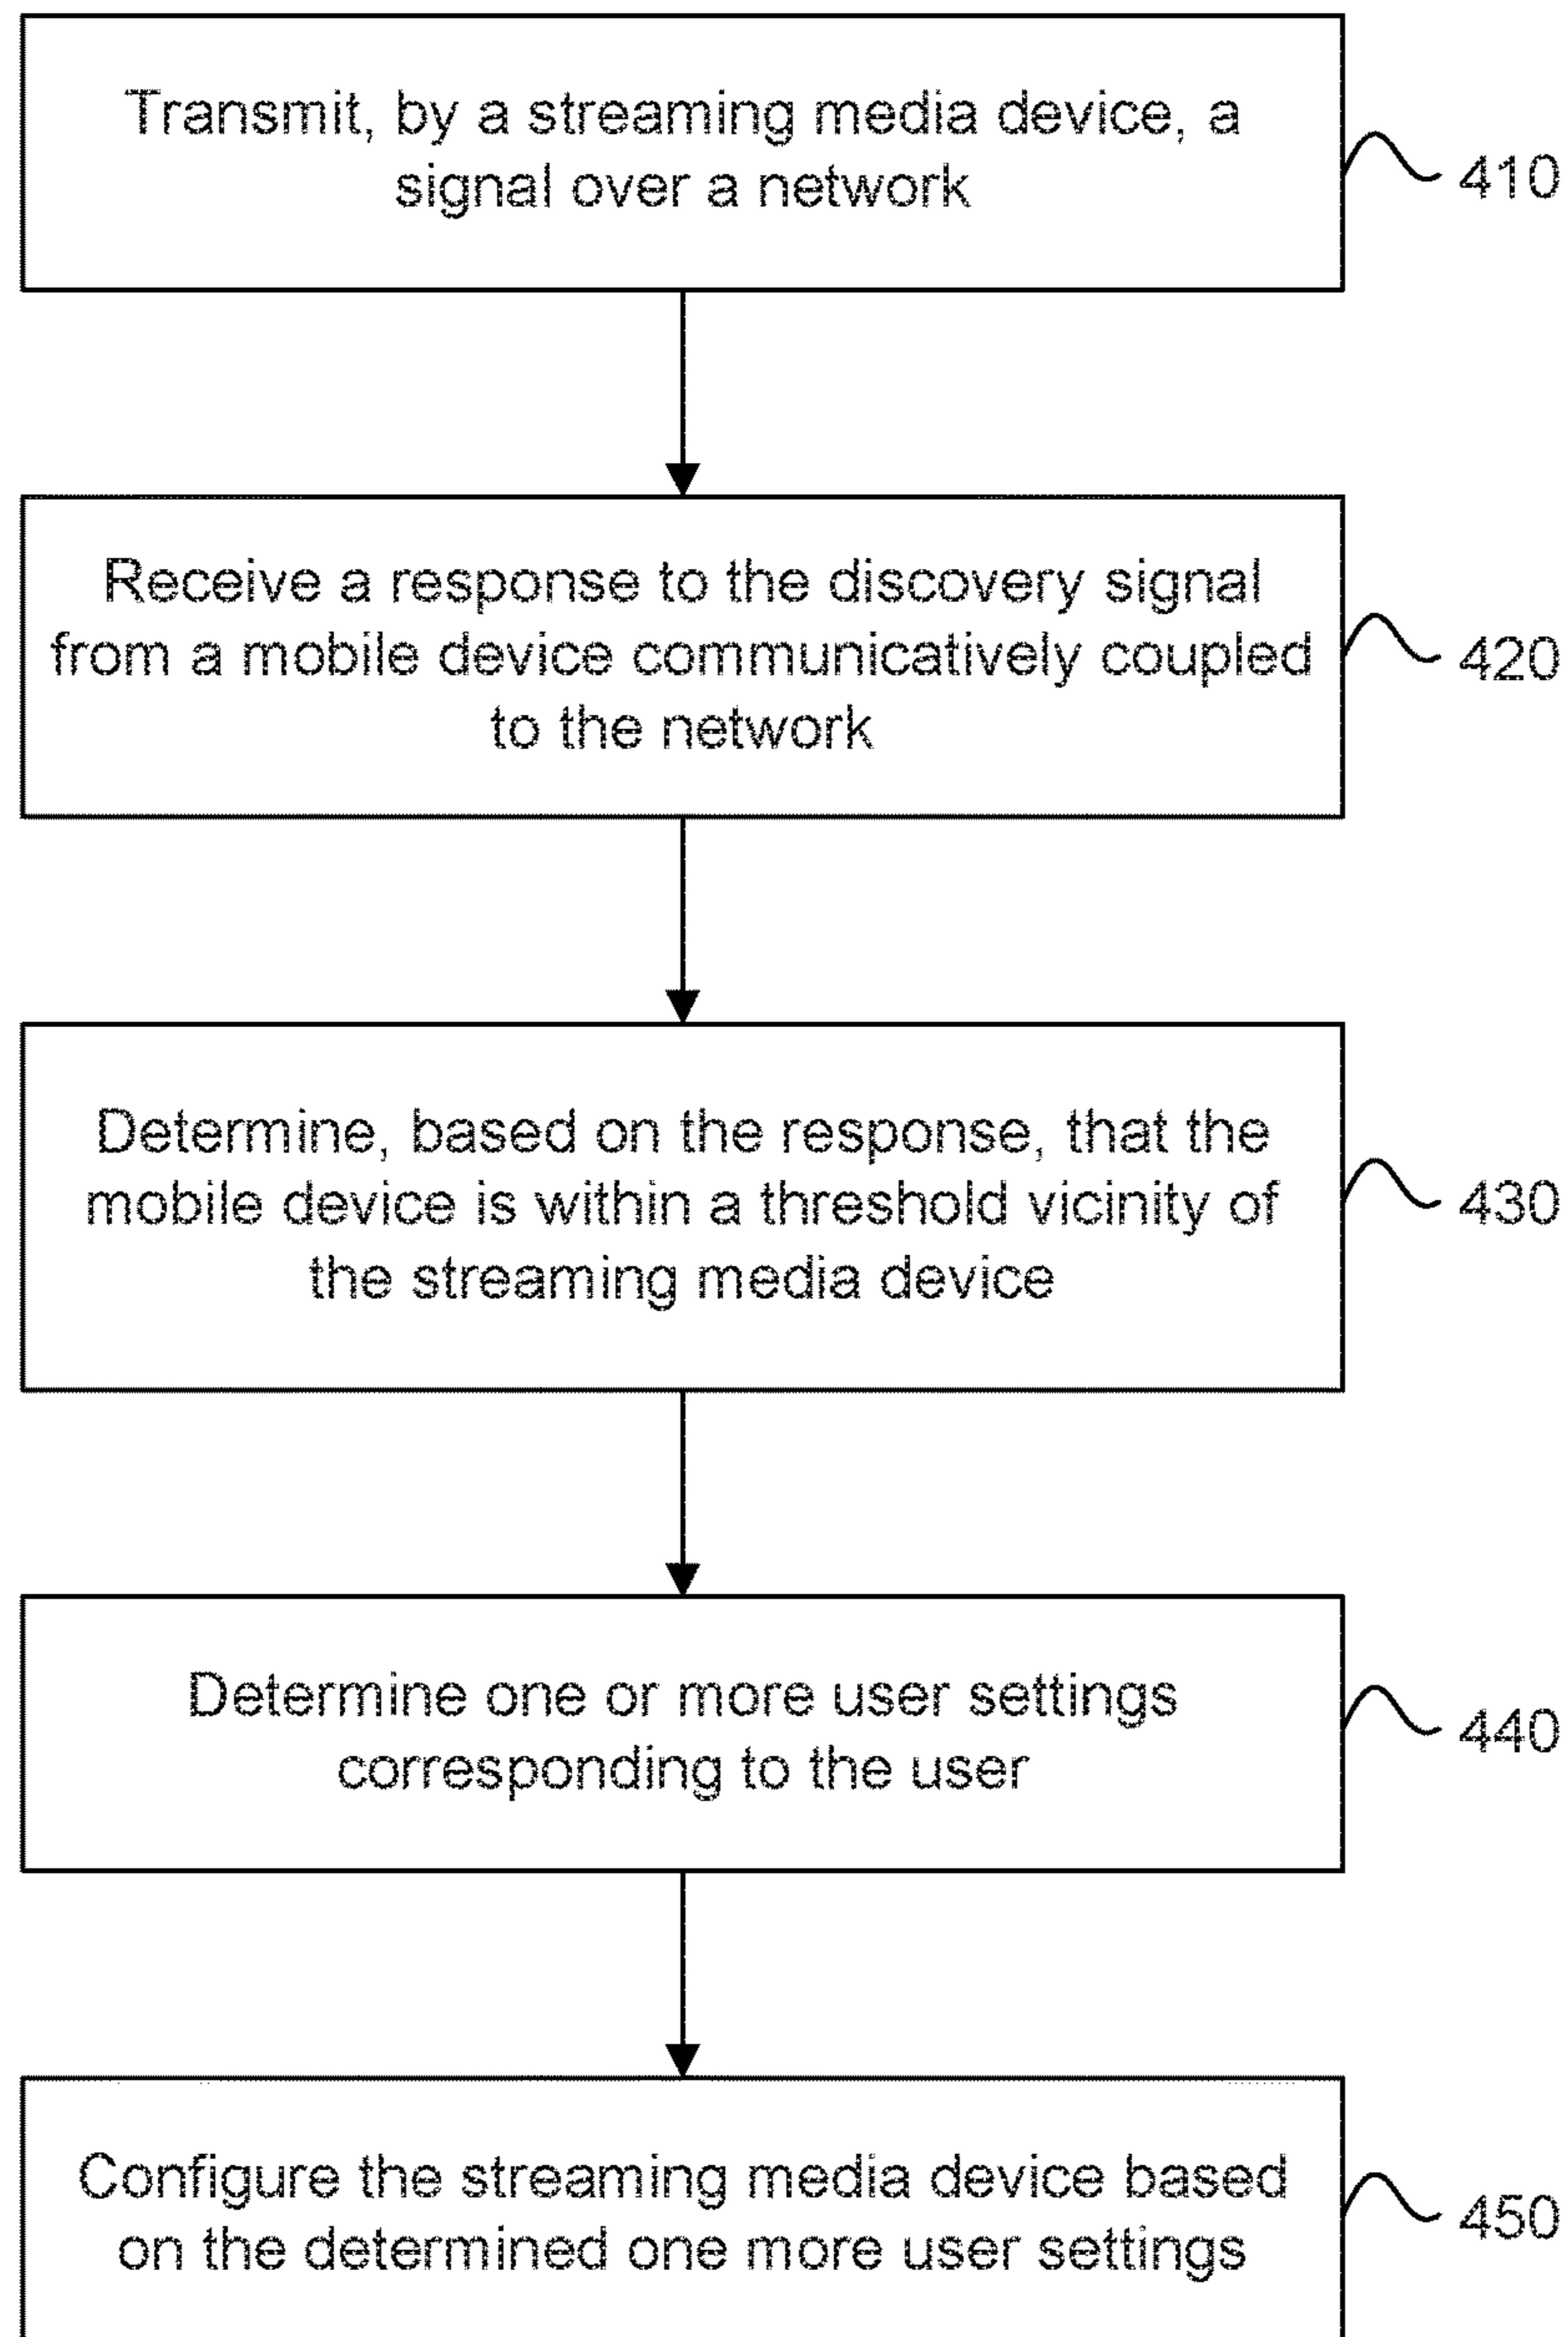 Transmit, by a streaming media device, a
signal over a network
410
Receive a response to the discovery signal
from a mobile device communicatively coupled
to the network
420
Determine, based on the response, that the
mobile device is within a threshold vicinity of
the streaming media device
430
Determine one or more user settings
corresponding to the user
440
Configure the streaming media device based
on the determined one more user settings
450